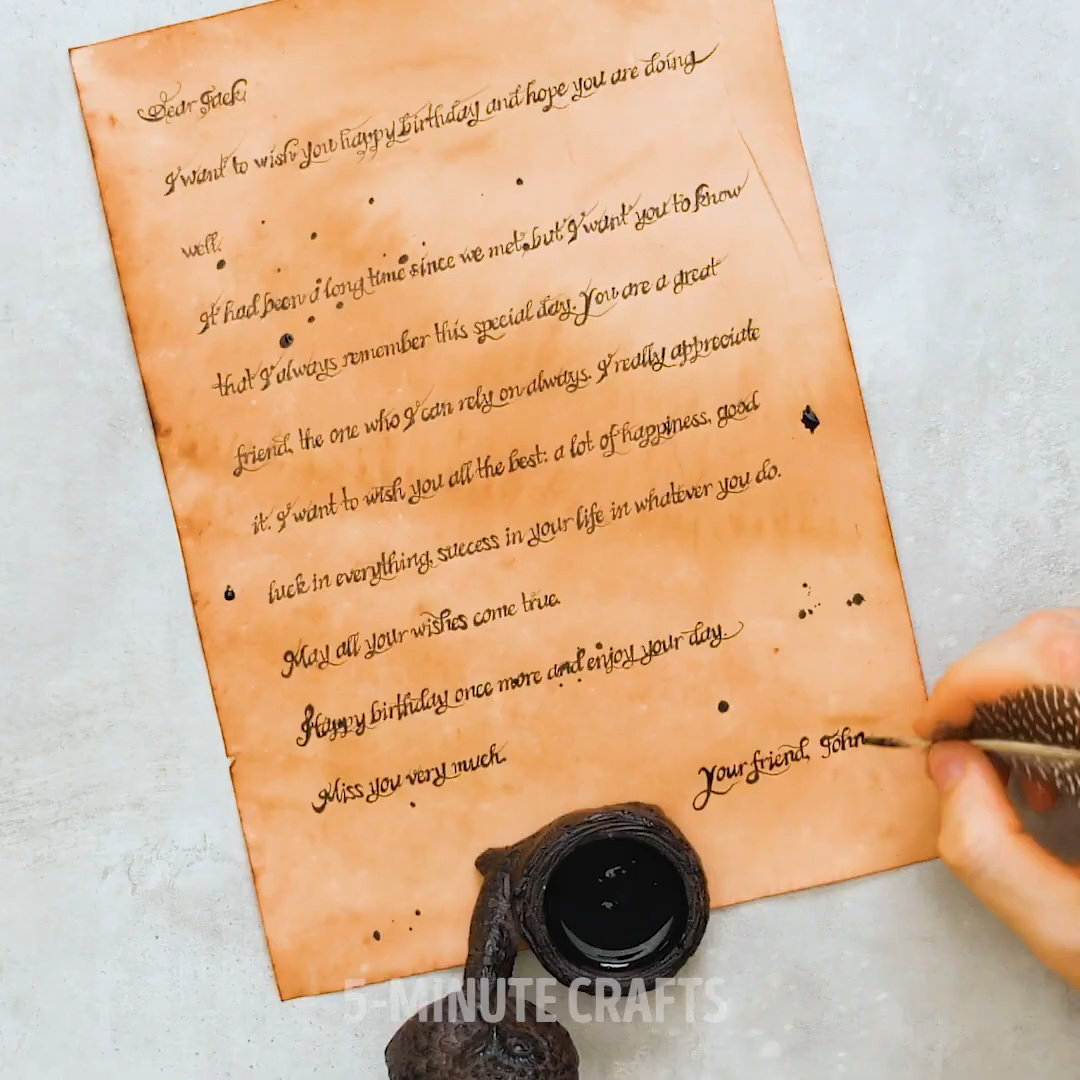 Dear Jack,
I want to wish you happy birthday and hope you are doing
well.
It had been a long time since we met, but I want you to know
that I always remember this special day. You are a great
friend, the one who I can rely on always. I really appreciate
it. I want to wish you all the best: a lot of happiness, good
luck in everything, success in your life in whatever you do.
May all your wishes come true.
Happy birthday once more and enjoy your day.
Miss you very much.
Your friend, John
5-MINUTE CRAFTS